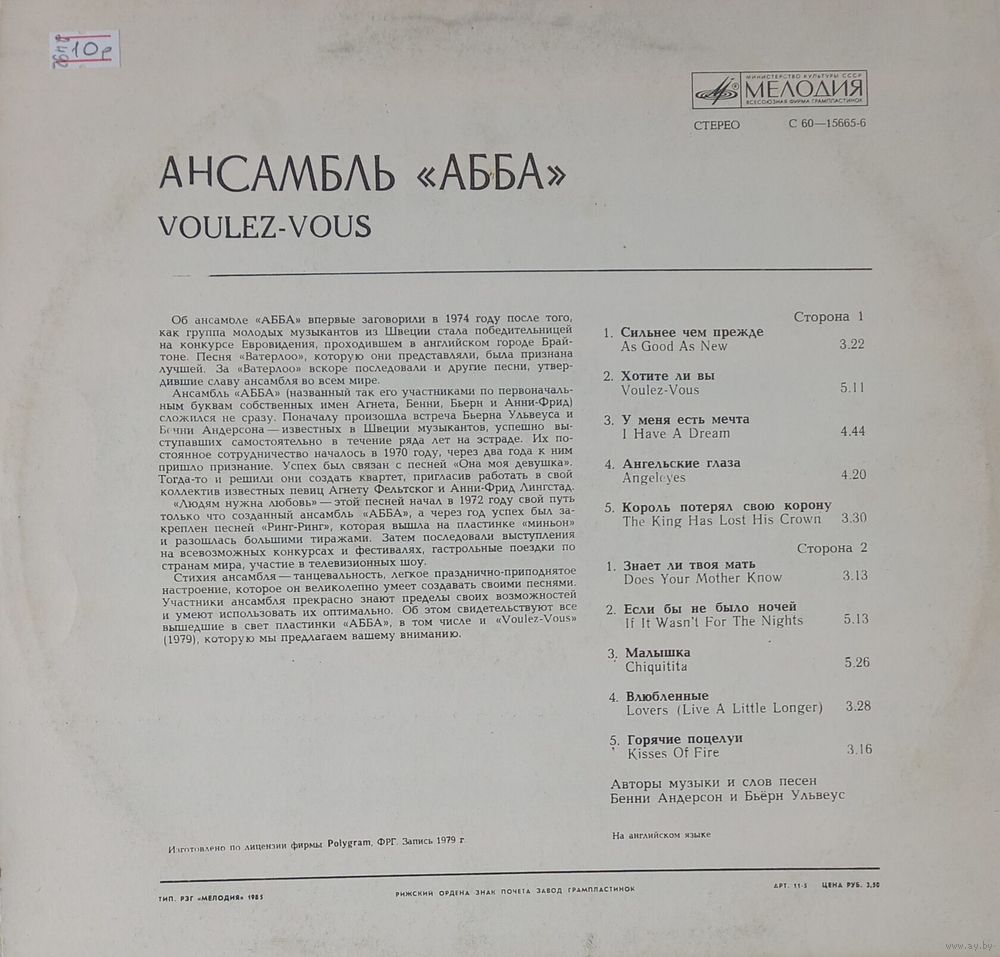 10р
МИНИСТЕРСТВО КУЛЬТУРЫ СССР
МЕЛОДИЯ
ВСЕСОЮЗНАЯ ФИРМА ГРАМПЛАСТИНОК
СТЕРЕО С 60—15665-6
АНСАМБЛЬ «АББА»
VOULEZ-VOUS
Об ансамбле «АББА» впервые заговорили в 1974 году после того,
как группа молодых музыкантов из Швеции стала победительницей
на конкурсе Евровидения, проходившем в английском городе Брай-
тоне. Песня «Ватерлоо», которую они представляли, была признана
лучшей. За «Ватерлоо» вскоре последовали и другие песни, утвер-
дившие славу ансамбля во всем мире.
Ансамбль «АББА» (названный так его участниками по первоначаль-
ным буквам собственных имен Агнета, Бенни, Бьерн и Анни-Фрид)
сложился не сразу. Поначалу произошла встреча Бьерна Ульвеуса и
Бенни Андерсона — известных в Швеции музыкантов, успешно вы-
ступавших самостоятельно в течение ряда лет на эстраде. Их по-
стоянное сотрудничество началось в 1970 году, через два года к ним
пришло признание. Успех был связан с песней «Она моя девушка».
Тогда-то и решили они создать квартет, пригласив работать в свой
коллектив известных певиц Агнету Фельтског и Анни-Фрид Лингстад.
«Людям нужна любовь» — этой песней начал в 1972 году свой путь
только что созданный ансамбль «АББА», а через год успех был за-
креплен песней «Ринг-Ринг», которая вышла на пластинке «миньон»
и разошлась большими тиражами. Затем последовали выступления
на всевозможных конкурсах и фестивалях, гастрольные поездки по
странам мира, участие в телевизионных шоу.
Стихия ансамбля — танцевальность, легкое празднично-приподнятое
настроение, которое он великолепно умеет создавать своими песнями.
Участники ансамбля прекрасно знают пределы своих возможностей
и умеют использовать их оптимально. Об этом свидетельствуют все
вышедшие в свет пластинки «АББА», в том числе и «Voulez-Vous»
(1979), которую мы предлагаем вашему вниманию.
Сторона 1
1. Сильнее чем прежде
As Good As New 3.22
2. Хотите ли вы
Voulez-Vous 5.11
3. У меня есть мечта
I Have A Dream 4.44
4. Ангельские глаза
Angeleyes 4.20
5. Король потерял свою корону
The King Has Lost His Crown 3.30
Сторона 2
1. Знает ли твоя мать
Does Your Mother Know 3.13
2. Если бы не было ночей
If It Wasn't For The Nights 5.13
3. Малышка
Chiquitita 5.26
4. Влюбленные
Lovers (Live A Little Longer) 3.28
5. Горячие поцелуи
Kisses Of Fire 3.16
Авторы музыки и слов песен
Бенни Андерсон и Бьёрн Ульвеус
На английском языке
Изготовлено по лицензии фирмы Polygram, ФРГ. Запись 1979 г.
ТИП. РЗГ «МЕЛОДИЯ» 1985 РИЖСКИЙ ОРДЕНА ЗНАК ПОЧЕТА ЗАВОД ГРАМПЛАСТИНОК АРТ. 11-5 ЦЕНА РУБ. 3,50
www.ay.by